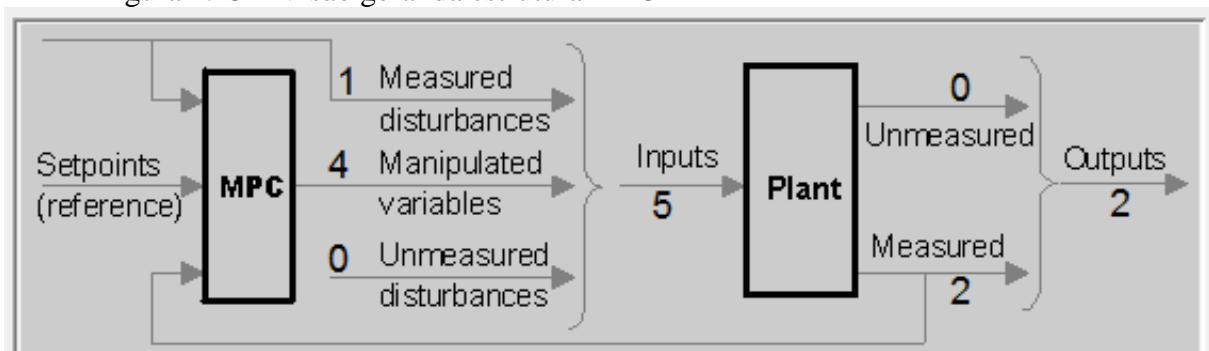 1 Measured
disturbances
Setpoints
(reference)
MPC
4 Manipulated
variables
0 Unmeasured
disturbances
Inputs
5
Plant
0
Unmeasured
Measured
2
Outputs
2